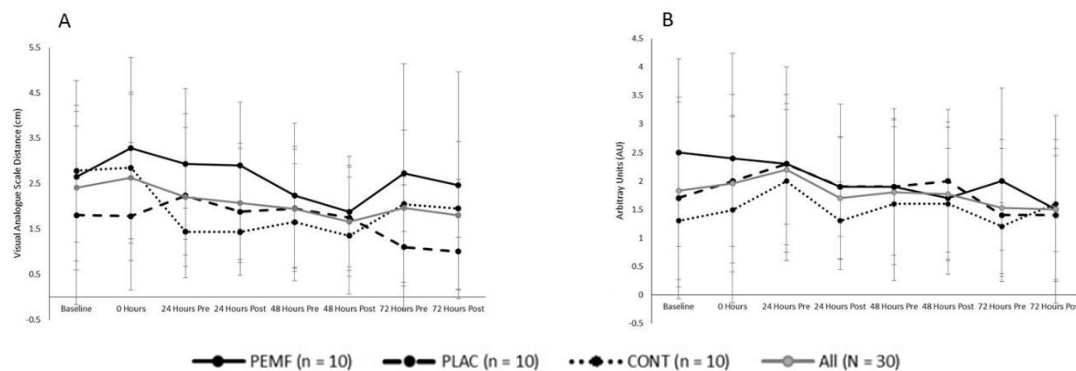 A
B
Visual Analogue Scale Distance (cm)
5.5
4.5
3.5
2.5
1.5
0.5
-0.5
Baseline 0 Hours 24 Hours Pre 24 Hours Post 48 Hours Pre 48 Hours Post 72 Hours Pre 72 Hours Post
Arbitray Units (AU)
4.5
4
3.5
3
2.5
2
1.5
1
0.5
0
-0.5
Baseline 0 Hours 24 Hours Pre 24 Hours Post 48 Hours Pre 48 Hours Post 72 Hours Pre 72 Hours Post
PEMF (n = 10) PLAC (n = 10) CONT (n = 10) All (N = 30)